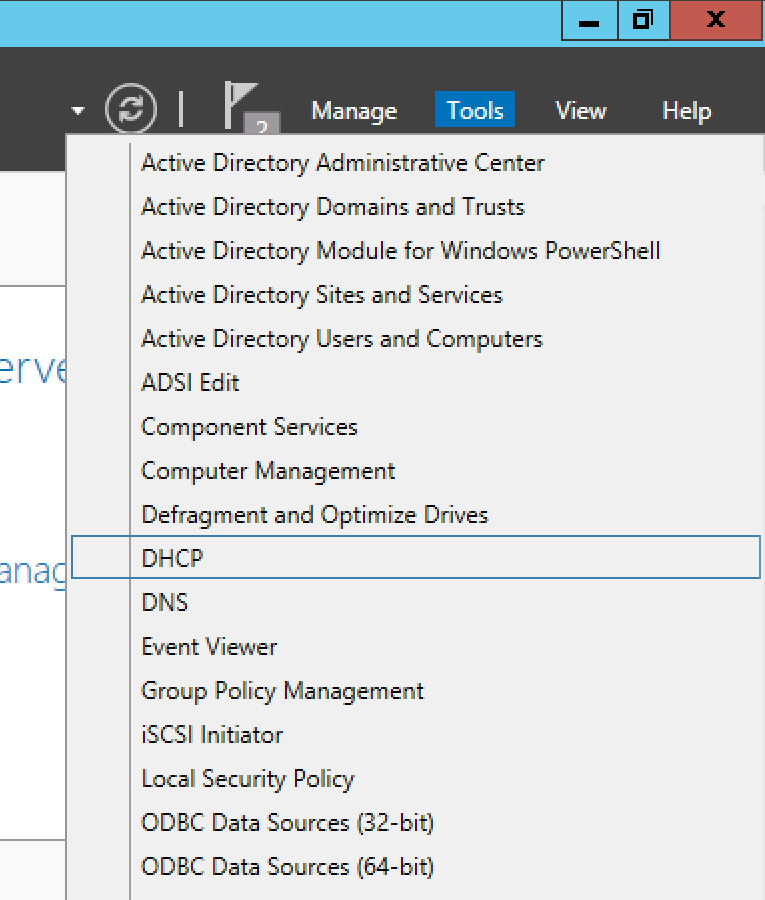 Manage Tools View Help
2
Active Directory Administrative Center
Active Directory Domains and Trusts
Active Directory Module for Windows PowerShell
Active Directory Sites and Services
erve
Active Directory Users and Computers
ADSI Edit
Component Services
Computer Management
Defragment and Optimize Drives
DHCP
anag
DNS
Event Viewer
Group Policy Management
iSCSI Initiator
Local Security Policy
ODBC Data Sources (32-bit)
ODBC Data Sources (64-bit)